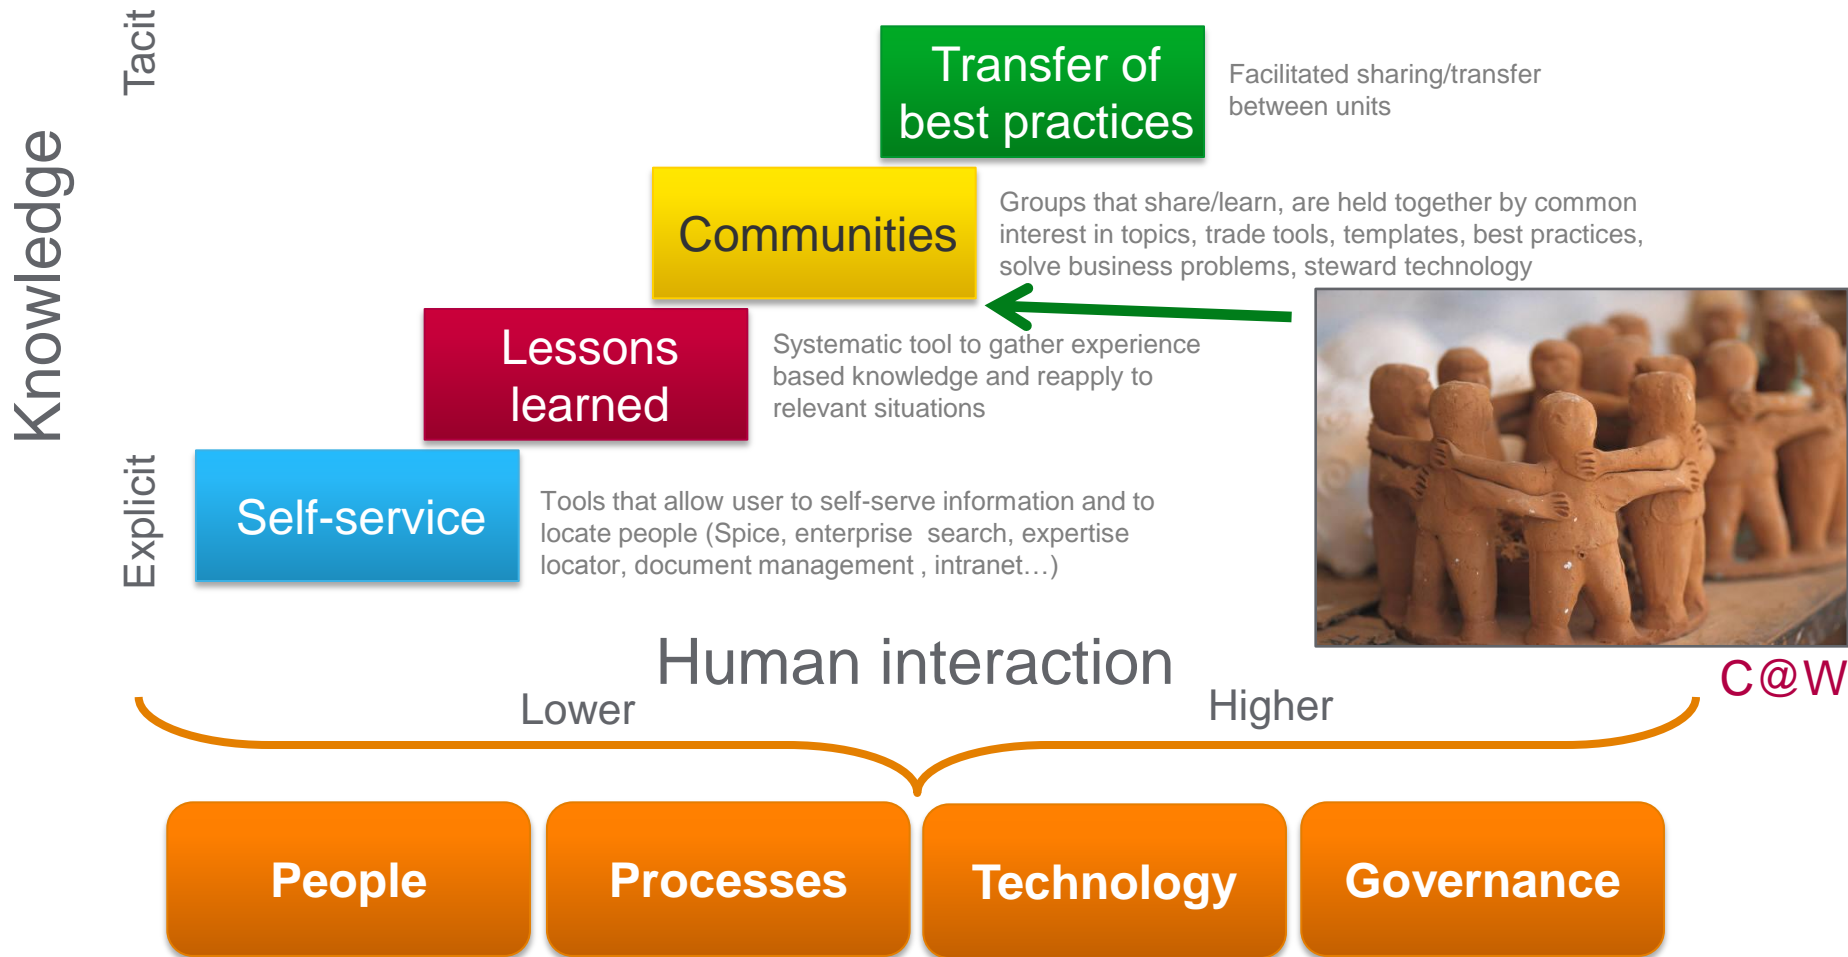 Knowledge
Tacit
Explicit
Transfer of
best practices
Facilitated sharing/transfer
between units
Communities
Groups that share/learn, are held together by common
interest in topics, trade tools, templates, best practices,
solve business problems, steward technology
Lessons
learned
Systematic tool to gather experience
based knowledge and reapply to
relevant situations
Self-service
Tools that allow user to self-serve information and to
locate people (Spice, enterprise  search, expertise
locator, document management , intranet…)
Human interaction
Lower
Higher
C@W
People
Processes
Technology
Governance